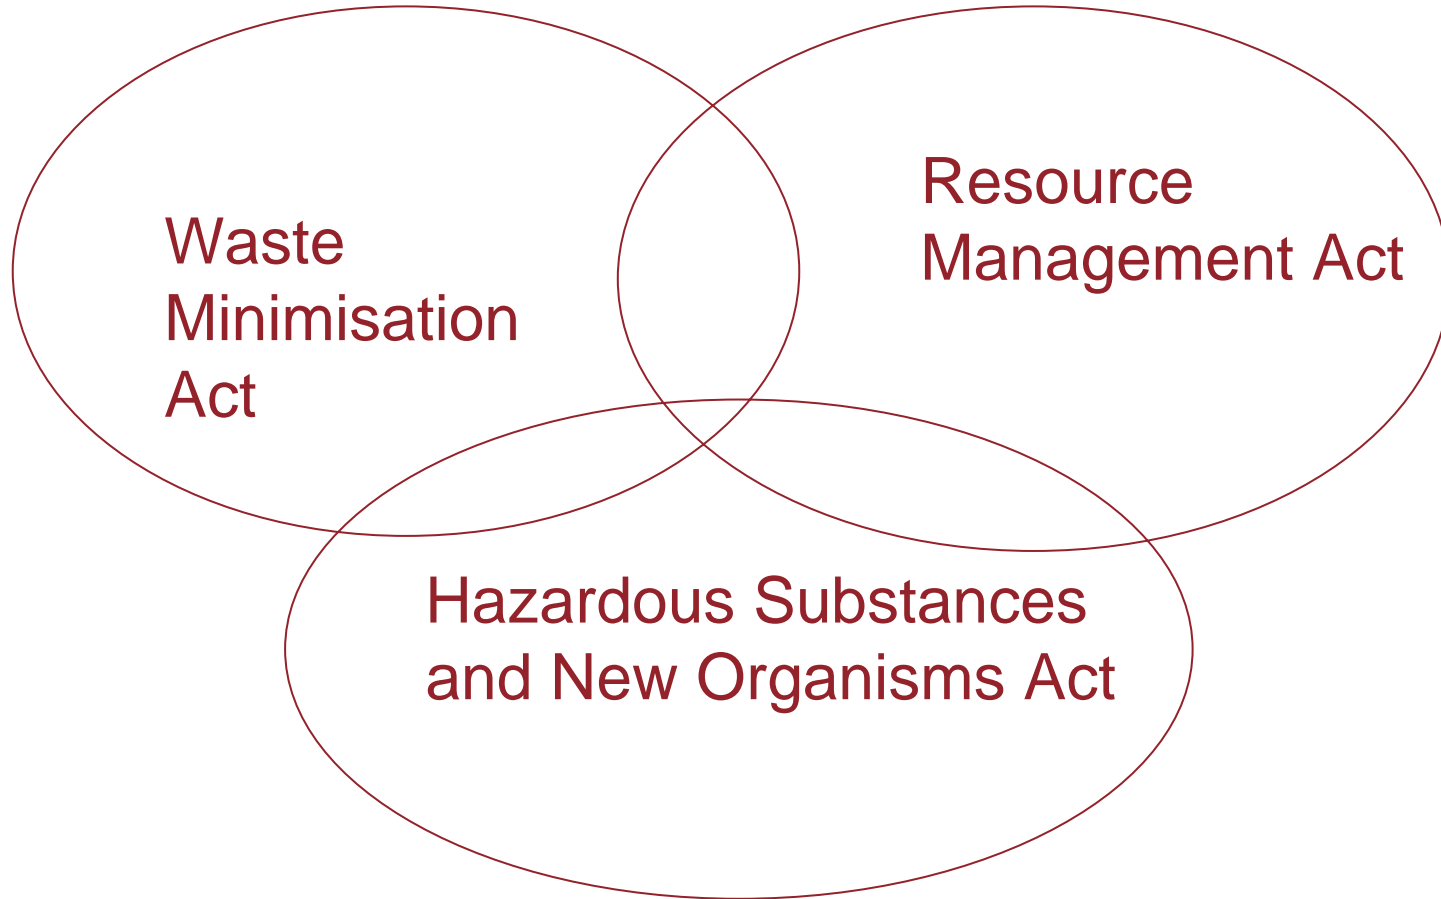 Waste
Minimisation
Act
Resource
Management Act
Hazardous Substances
and New Organisms Act